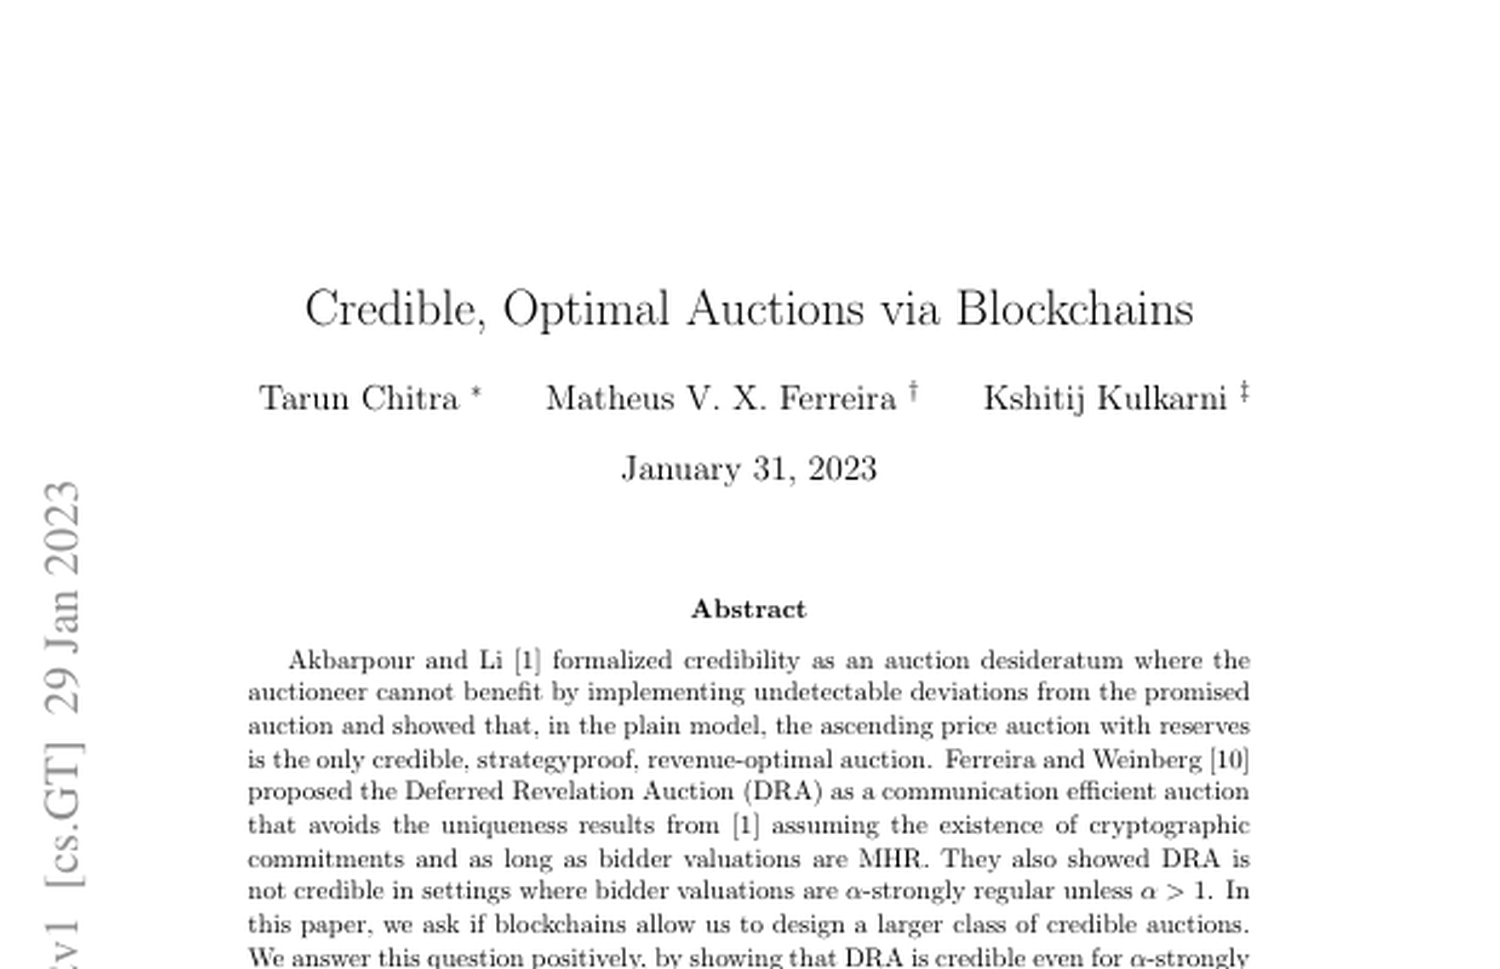 Credible, Optimal Auctions via Blockchains
Tarun Chitra * Matheus V. X. Ferreira † Kshitij Kulkarni ‡
January 31, 2023
Abstract
Akbarpour and Li [1] formalized credibility as an auction desideratum where the
auctioneer cannot benefit by implementing undetectable deviations from the promised
auction and showed that, in the plain model, the ascending price auction with reserves
is the only credible, strategyproof, revenue-optimal auction. Ferreira and Weinberg [10]
proposed the Deferred Revelation Auction (DRA) as a communication efficient auction
that avoids the uniqueness results from [1] assuming the existence of cryptographic
commitments and as long as bidder valuations are MHR. They also showed DRA is
not credible in settings where bidder valuations are α-strongly regular unless α > 1. In
this paper, we ask if blockchains allow us to design a larger class of credible auctions.
We answer this question positively, by showing that DRA is credible even for α-strongly
v1 [cs.GT] 29 Jan 2023